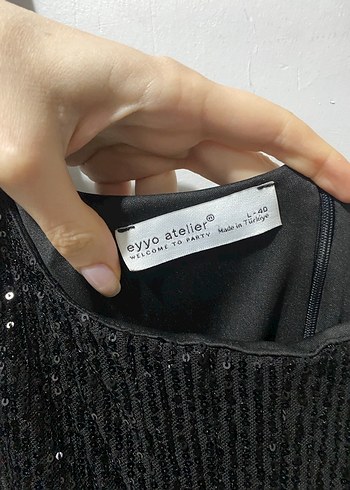 eyyo atelier®
WELCOME TO PARTY
L - 40
Made in Türkiye